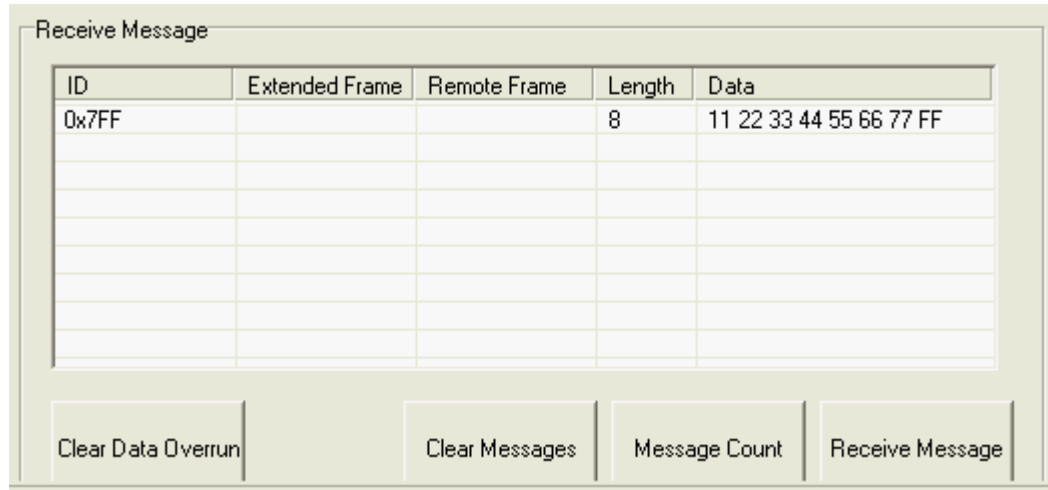 Receive Message
ID Extended Frame Remote Frame Length Data
0x7FF 8 11 22 33 44 55 66 77 FF
Clear Data Overrun Clear Messages Message Count Receive Message